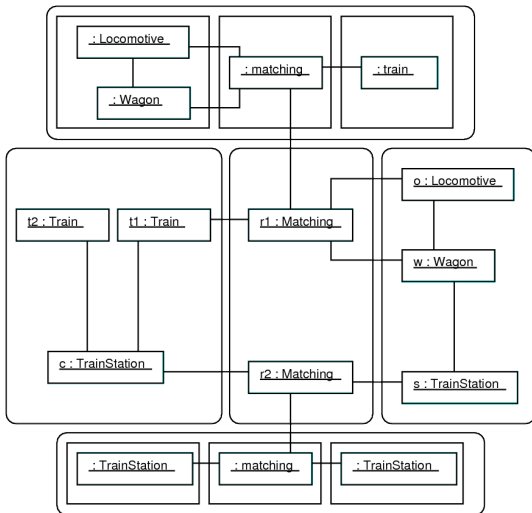 : Locomotive
: matching
: train
: Wagon
o : Locomotive
t2 : Train
t1 : Train
r1 : Matching
w : Wagon
c : TrainStation
r2 : Matching
s : TrainStation
: TrainStation
: matching
: TrainStation